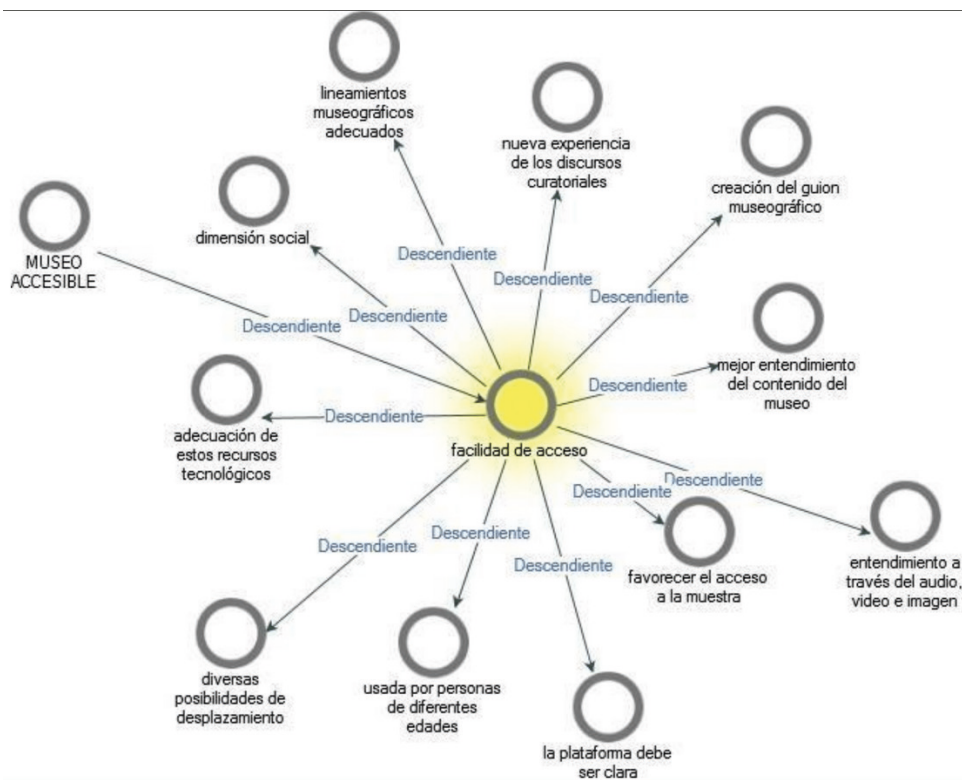 lineamientos
museográficos
adecuados
nueva experiencia
de los discursos
curatoriales
creación del guion
museográfico
dimensión social
MUSEO
ACCESIBLE
Descendiente
Descendiente
Descendiente
Descendiente
Descendiente
mejor entendimiento
del contenido del
museo
Descendiente
Descendiente
adecuación de
estos recursos
tecnológicos
facilidad de acceso
Descendiente
Descendiente
Descendiente
Descendiente
Descendiente
favorecer el acceso
a la muestra
entendimiento a
través del audio,
video e imagen
diversas
posibilidades de
desplazamiento
usada por personas
de diferentes
edades
la plataforma debe
ser clara